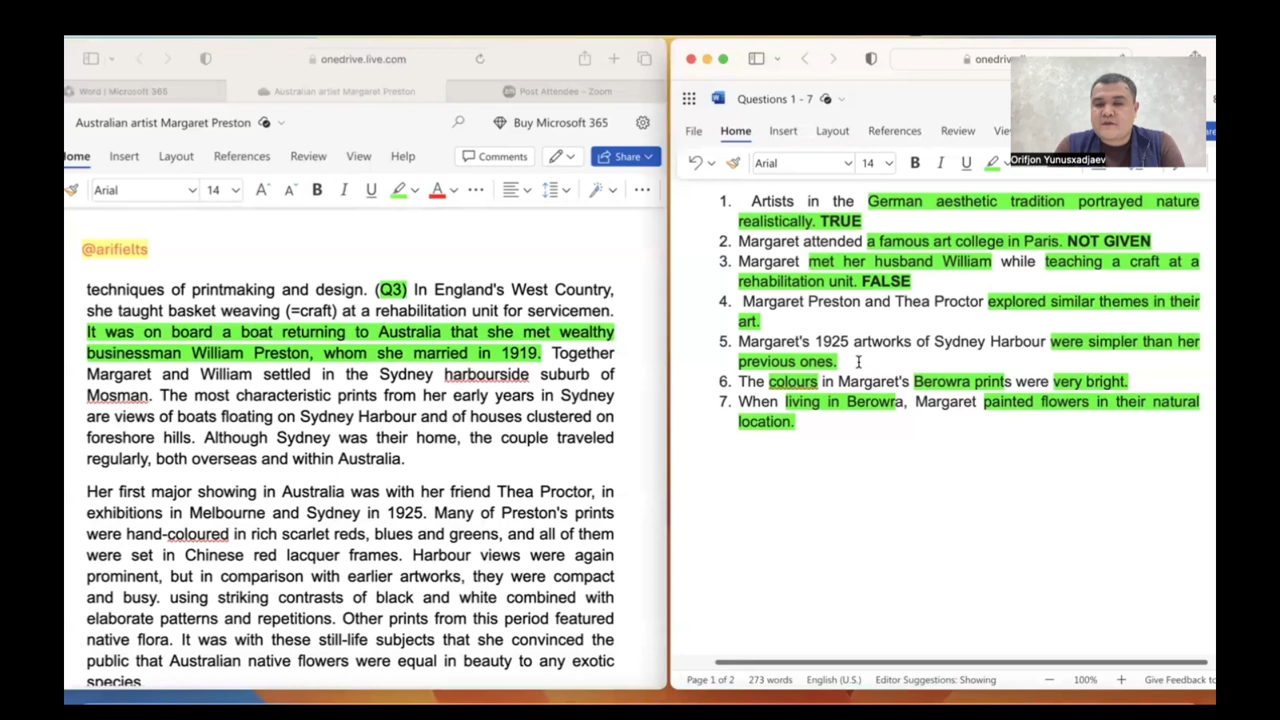 onedrive.live.com
Word | Microsoft 365
Australian artist Margaret Preston
Post Attendee - Zoom
Australian artist Margaret Preston
Buy Microsoft 365
ome Insert Layout References Review View Help
Comments
Share
Arial 14
@arifielts
techniques of printmaking and design. (Q3) In England's West Country,
she taught basket weaving (=craft) at a rehabilitation unit for servicemen.
It was on board a boat returning to Australia that she met wealthy
businessman William Preston, whom she married in 1919. Together
Margaret and William settled in the Sydney harbourside suburb of
Mosman. The most characteristic prints from her early years in Sydney
are views of boats floating on Sydney Harbour and of houses clustered on
foreshore hills. Although Sydney was their home, the couple traveled
regularly, both overseas and within Australia.
Her first major showing in Australia was with her friend Thea Proctor, in
exhibitions in Melbourne and Sydney in 1925. Many of Preston's prints
were hand-coloured in rich scarlet reds, blues and greens, and all of them
were set in Chinese red lacquer frames. Harbour views were again
prominent, but in comparison with earlier artworks, they were compact
and busy. using striking contrasts of black and white combined with
elaborate patterns and repetitions. Other prints from this period featured
native flora. It was with these still-life subjects that she convinced the
public that Australian native flowers were equal in beauty to any exotic
species
onedriv
Questions 1 - 7
File Home Insert Layout References Review Vie
Arial 14
Orifjon Yunusxadjaev
1. Artists in the German aesthetic tradition portrayed nature
realistically. TRUE
2. Margaret attended a famous art college in Paris. NOT GIVEN
3. Margaret met her husband William while teaching a craft at a
rehabilitation unit. FALSE
4. Margaret Preston and Thea Proctor explored similar themes in their
art.
5. Margaret's 1925 artworks of Sydney Harbour were simpler than her
previous ones.
6. The colours in Margaret's Berowra prints were very bright.
7. When living in Berowra, Margaret painted flowers in their natural
location.
Page 1 of 2 273 words English (U.S.) Editor Suggestions: Showing 100% Give Feedback to